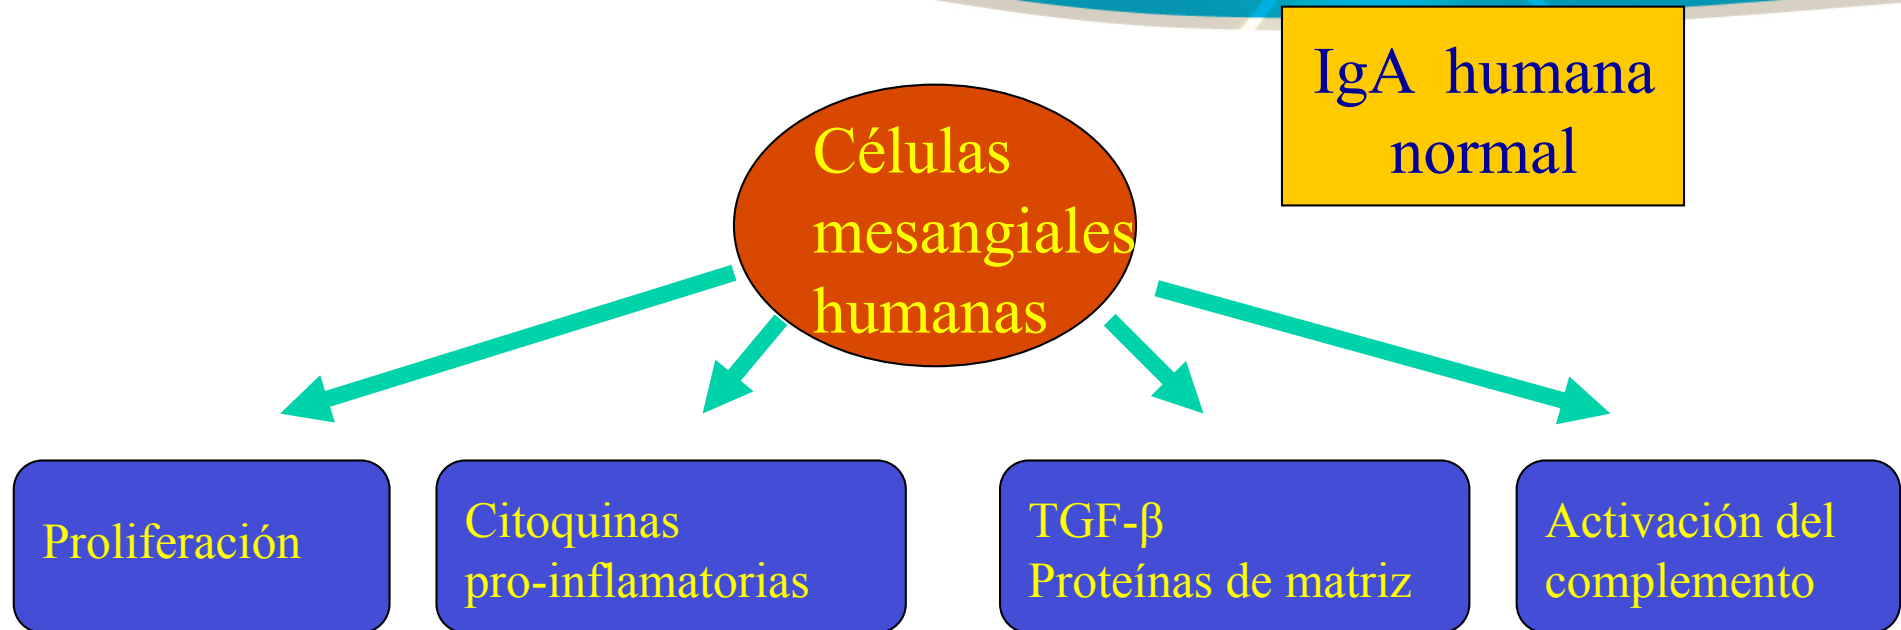 IgA humana
normal
Células
mesangiales
humanas
Proliferación
Citoquinas
pro-inflamatorias
TGF-β
Proteínas de matriz
Activación del
complemento